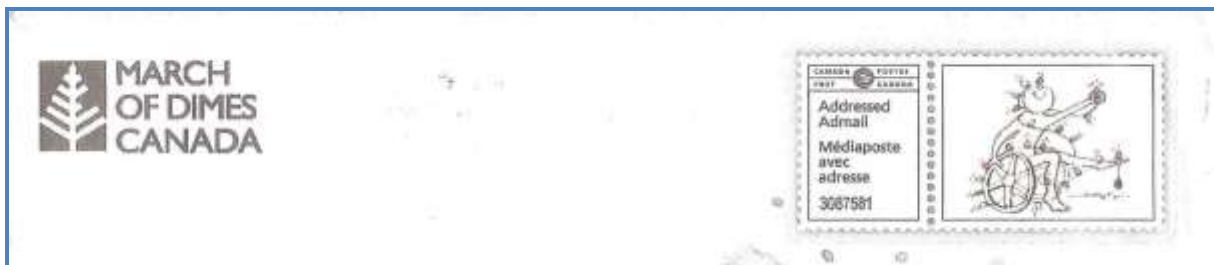 MARCH
OF DIMES
CANADA
CANADA POSTES
POST CANADA
Addressed
Admail
Médiaposte
avec
adresse
3087581